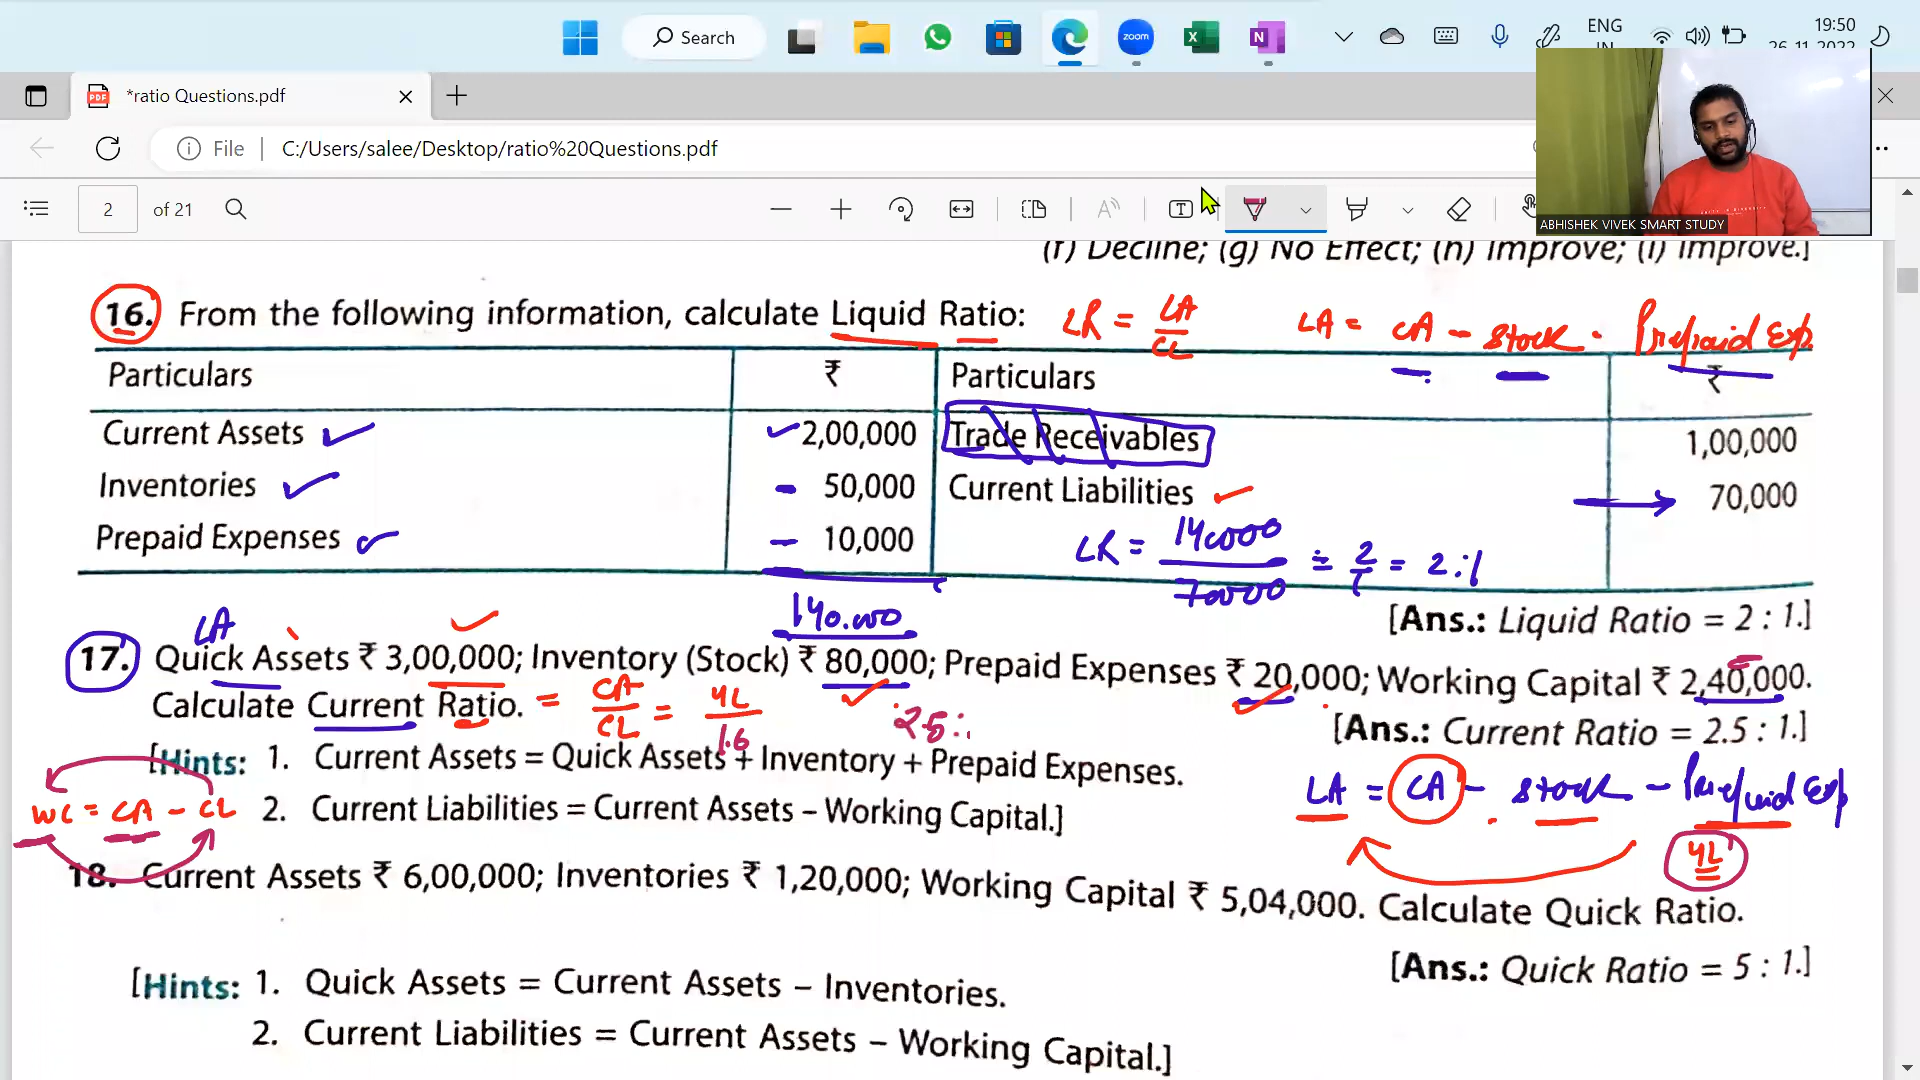 Search
ENG
IN
19:50
26-11-2022
*ratio Questions.pdf
File
C:/Users/salee/Desktop/ratio%20Questions.pdf
2
of 21
ABHISHEK VIVEK SMART STUDY
(f) Decline; (g) No Effect; (h) Improve; (i) Improve.]
16. From the following information, calculate Liquid Ratio:
LR = LA/CL
LA = CA - Stock - Prepaid Exp.
Particulars ₹ Particulars ₹
Current Assets 2,00,000 Trade Receivables 1,00,000
Inventories - 50,000 Current Liabilities 70,000
Prepaid Expenses - 10,000
140.000
LR = 140000/70000 = 2/1 = 2:1
[Ans.: Liquid Ratio = 2 : 1.]
LA
17. Quick Assets ₹ 3,00,000; Inventory (Stock) ₹ 80,000; Prepaid Expenses ₹ 20,000; Working Capital ₹ 2,40,000.
Calculate Current Ratio. = CA/CL = 4L/1.6 25:
[Ans.: Current Ratio = 2.5 : 1.]
[Hints: 1. Current Assets = Quick Assets + Inventory + Prepaid Expenses.
2. Current Liabilities = Current Assets – Working Capital.]
WC = CA - CL
LA = CA - Stock - Prepaid Exp
4L
18. Current Assets ₹ 6,00,000; Inventories ₹ 1,20,000; Working Capital ₹ 5,04,000. Calculate Quick Ratio.
[Ans.: Quick Ratio = 5 : 1.]
[Hints: 1. Quick Assets = Current Assets – Inventories.
2. Current Liabilities = Current Assets – Working Capital.]